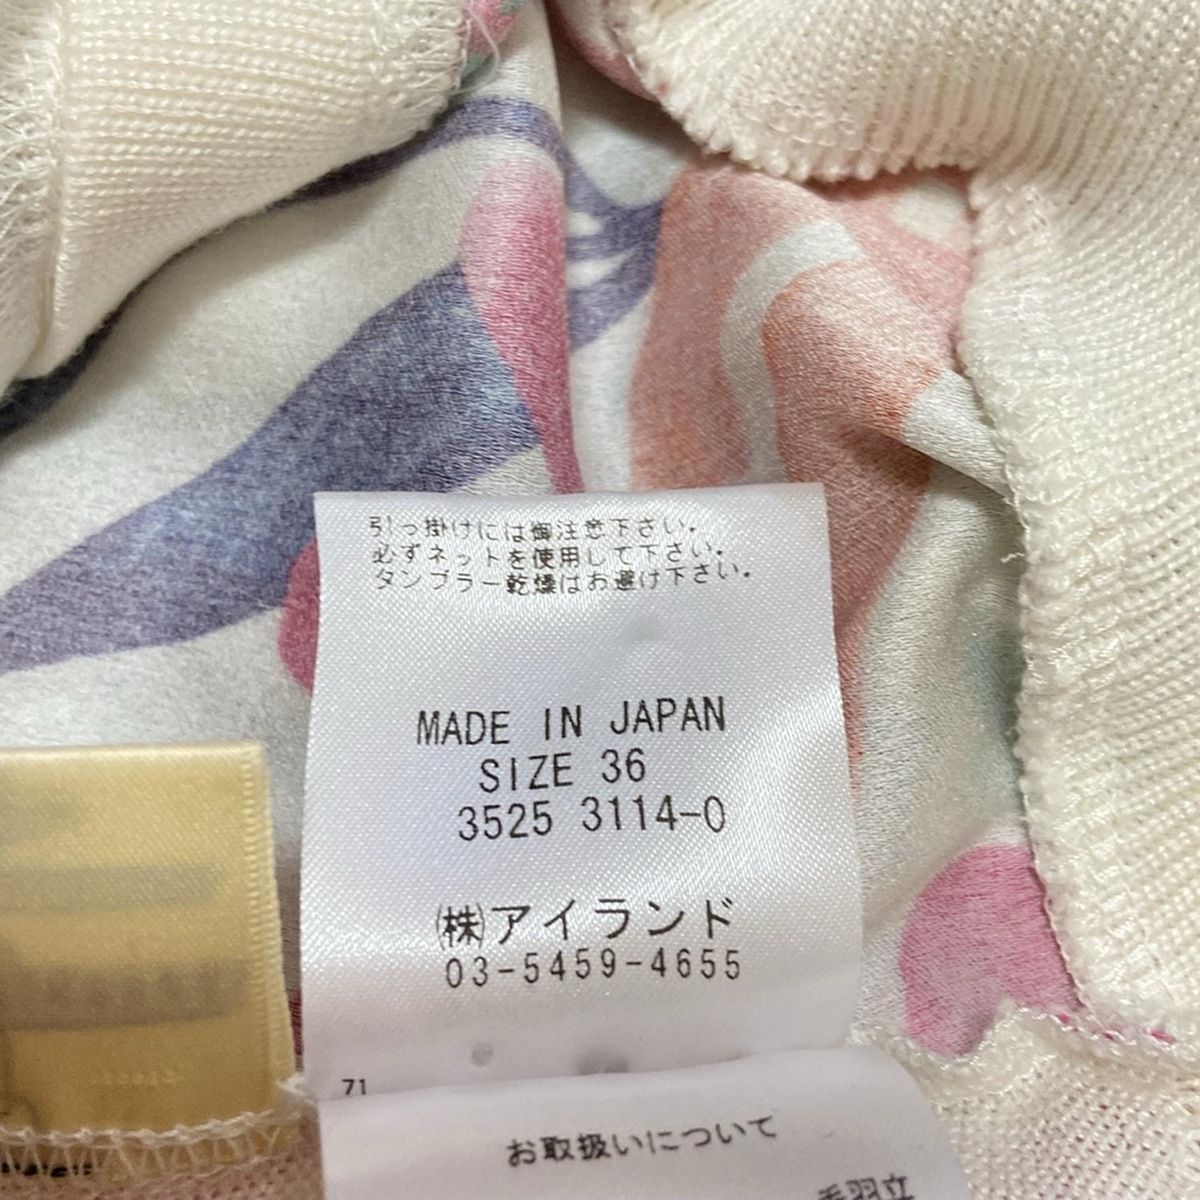 引っ掛けには御注意下さい。
必ずネットを使用して下さい。
タンブラー乾燥はお避け下さい。
MADE IN JAPAN
SIZE 36
3525 3114-0
㈱アイランド
03-5459-4655
71
お取扱いについて
毛羽立